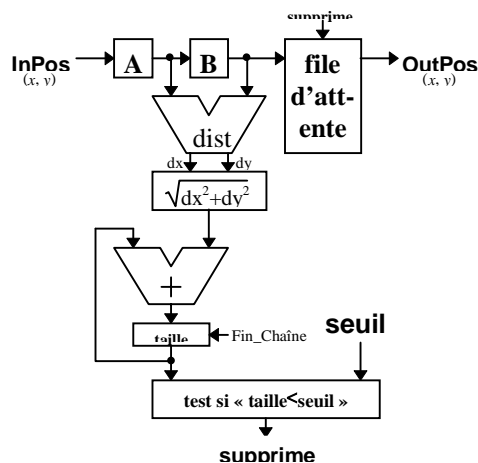 supprime
InPos
(x, y)
A
B
file
d'att-
ente
OutPos
(x, y)
dist
dx
dy
√dx²+dy²
+
taille
Fin_Chaîne
seuil
test si « taille<seuil »
supprime